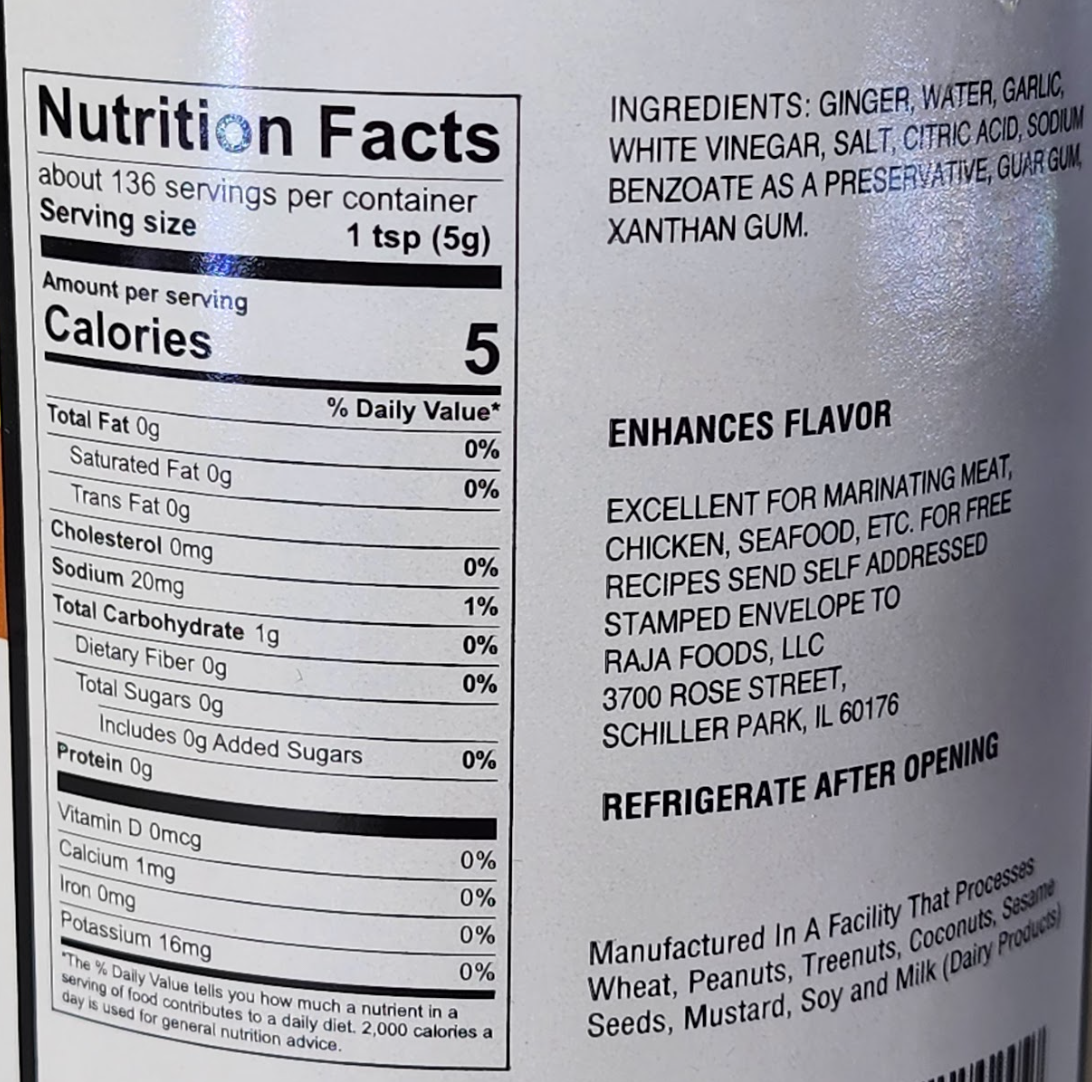 Nutrition Facts
about 136 servings per container
Serving size 1 tsp (5g)
Amount per serving
Calories 5
% Daily Value*
Total Fat 0g 0%
Saturated Fat 0g 0%
Trans Fat 0g
Cholesterol 0mg 0%
Sodium 20mg 1%
Total Carbohydrate 1g 0%
Dietary Fiber 0g 0%
Total Sugars 0g
Includes 0g Added Sugars 0%
Protein 0g
Vitamin D 0mcg 0%
Calcium 1mg 0%
Iron 0mg 0%
Potassium 16mg 0%
*The % Daily Value tells you how much a nutrient in a
serving of food contributes to a daily diet. 2,000 calories a
day is used for general nutrition advice.
INGREDIENTS: GINGER, WATER, GARLIC,
WHITE VINEGAR, SALT, CITRIC ACID, SODIUM
BENZOATE AS A PRESERVATIVE, GUAR GUM,
XANTHAN GUM.
ENHANCES FLAVOR
EXCELLENT FOR MARINATING MEAT,
CHICKEN, SEAFOOD, ETC. FOR FREE
RECIPES SEND SELF ADDRESSED
STAMPED ENVELOPE TO
RAJA FOODS, LLC
3700 ROSE STREET,
SCHILLER PARK, IL 60176
REFRIGERATE AFTER OPENING
Manufactured In A Facility That Processes
Wheat, Peanuts, Treenuts, Coconuts, Sesame
Seeds, Mustard, Soy and Milk (Dairy Products)